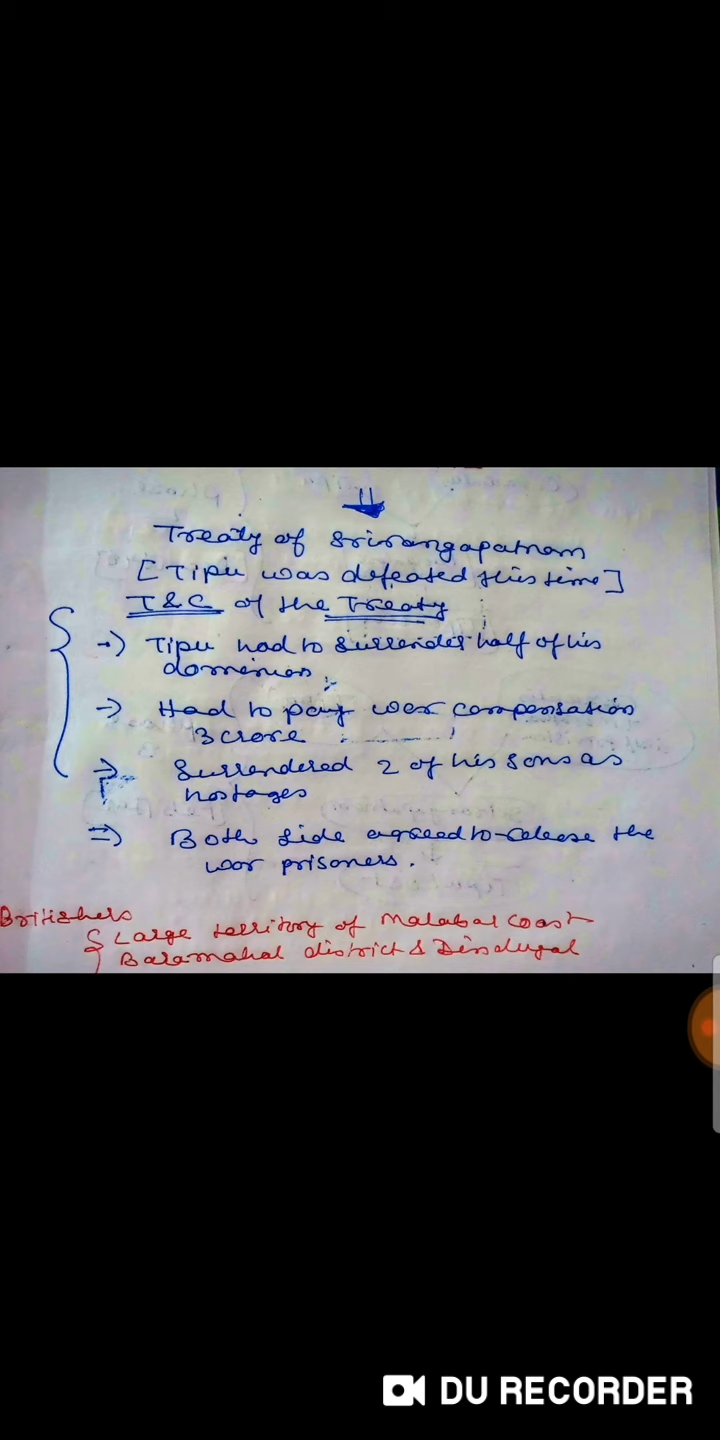 Treaty of Srirangapatnam
[Tipu was defeated this time]
T&C of the Treaty
→ Tipu had to surrender half of his
dominion.
→ Had to pay war compensation
3 crore
→ Surrendered 2 of his sons as
hostages
⇒ Both side agreed to release the
war prisoners.
Britishers
Large territory of Malabar Coast
Baramahal district & Dindugal
DU RECORDER